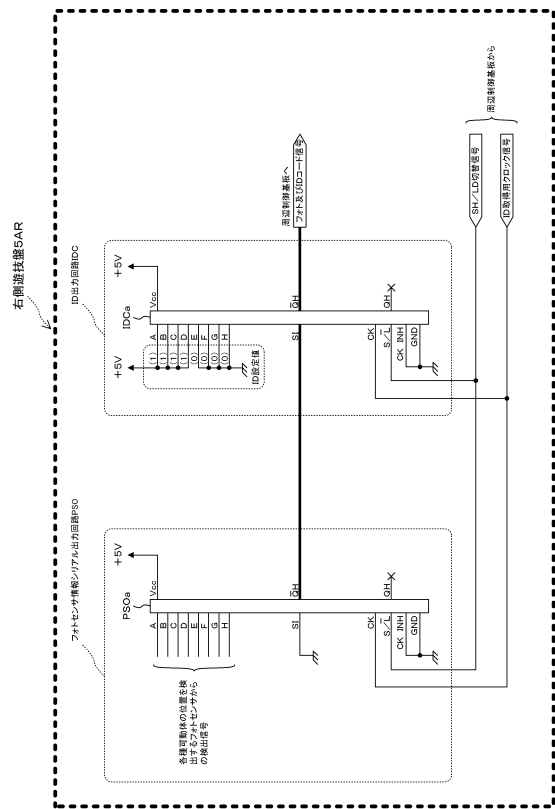 右側遊技盤5AR
フォトセンサ情報シリアル出力回路PSO
+5V
PSOa
Vcc
A
B
C
D
E
F
G
H
各種可動体の位置を検
出するフォトセンサから
の検出信号
SI
QH
QH
CK
S/L
CK INH
GND
ID出力回路IDC
+5V
+5V
IDCa
Vcc
A (1)
B (1)
C (1)
D (1)
E (0)
F (0)
G (0)
H (0)
ID設定値
SI
QH
QH
CK
S/L
CK INH
GND
周辺制御基板へ
フォト及びIDコード信号
周辺制御基板から
SH/LD切替信号
ID取得用クロック信号